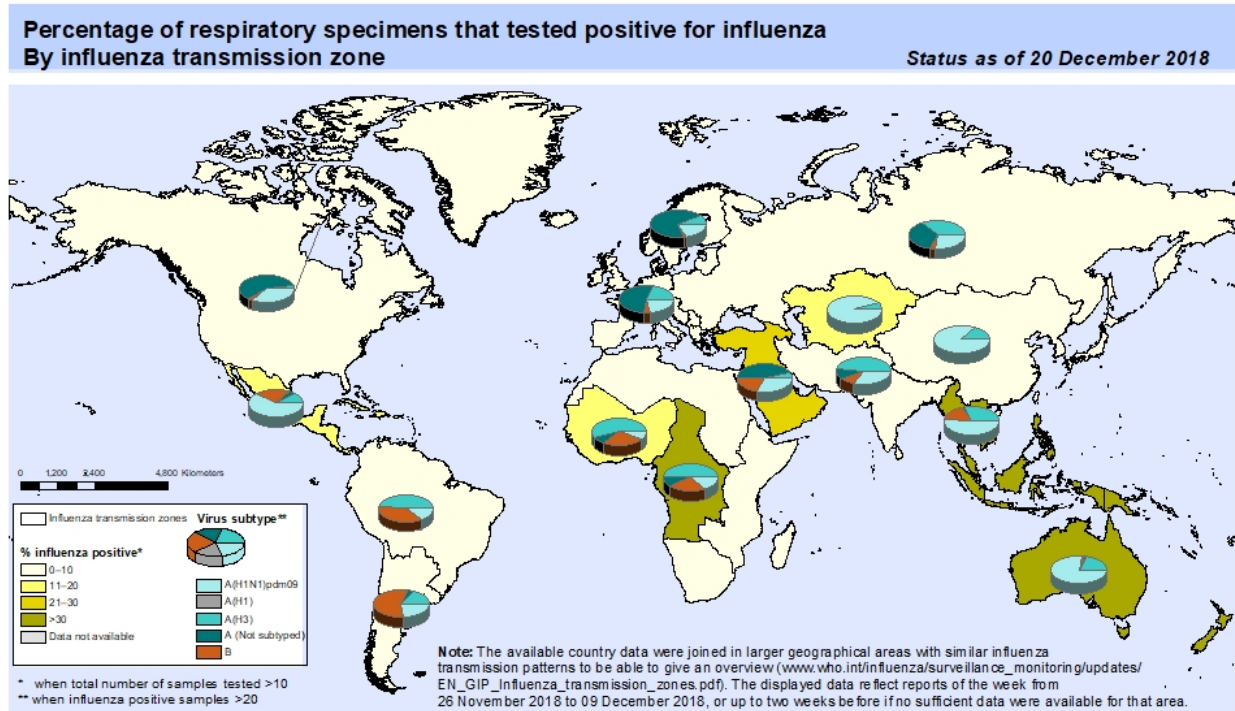 Percentage of respiratory specimens that tested positive for influenza
By influenza transmission zone
Status as of 20 December 2018
0 1,200 2,400 4,800 Kilometers
Influenza transmission zones
% influenza positive*
0–10
11–20
21–30
>30
Data not available
Virus subtype**
A(H1N1)pdm09
A(H1)
A(H3)
A (Not subtyped)
B
* when total number of samples tested >10
** when influenza positive samples >20
Note: The available country data were joined in larger geographical areas with similar influenza
transmission patterns to be able to give an overview (www.who.int/influenza/surveillance_monitoring/updates/
EN_GIP_Influenza_transmission_zones.pdf). The displayed data reflect reports of the week from
26 November 2018 to 09 December 2018, or up to two weeks before if no sufficient data were available for that area.